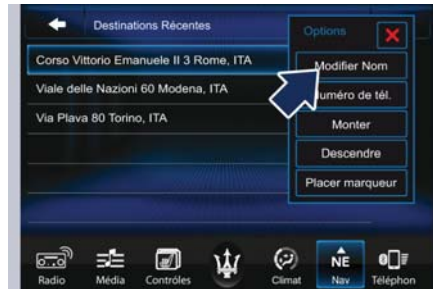 Destinations Récentes
Options
Corso Vittorio Emanuele II 3 Rome, ITA
Modifier Nom
Viale delle Nazioni 60 Modena, ITA
Numéro de tél.
Via Plava 80 Torino, ITA
Monter
Descendre
Placer marqueur
NE
Radio
Média
Contrôles
Climat
Nav
Téléphon